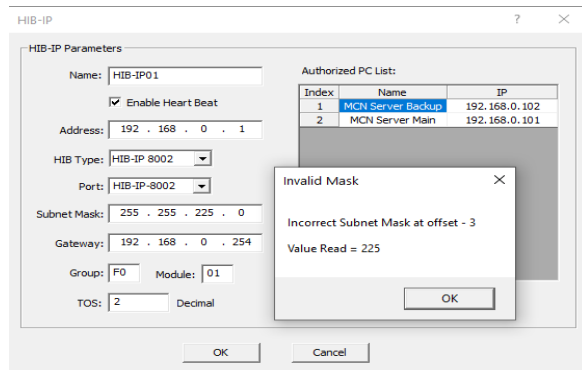 HIB-IP ? ×
HIB-IP Parameters
Name: HIB-IP01
Enable Heart Beat
Address: 192 . 168 . 0 . 1
HIB Type: HIB-IP 8002
Port: HIB-IP-8002
Subnet Mask: 255 . 255 . 225 . 0
Gateway: 192 . 168 . 0 . 254
Group: F0 Module: 01
TOS: 2 Decimal
Authorized PC List:
Index Name IP
1 MCN Server Backup 192.168.0.102
2 MCN Server Main 192.168.0.101
Invalid Mask ×
Incorrect Subnet Mask at offset - 3
Value Read = 225
OK
OK Cancel